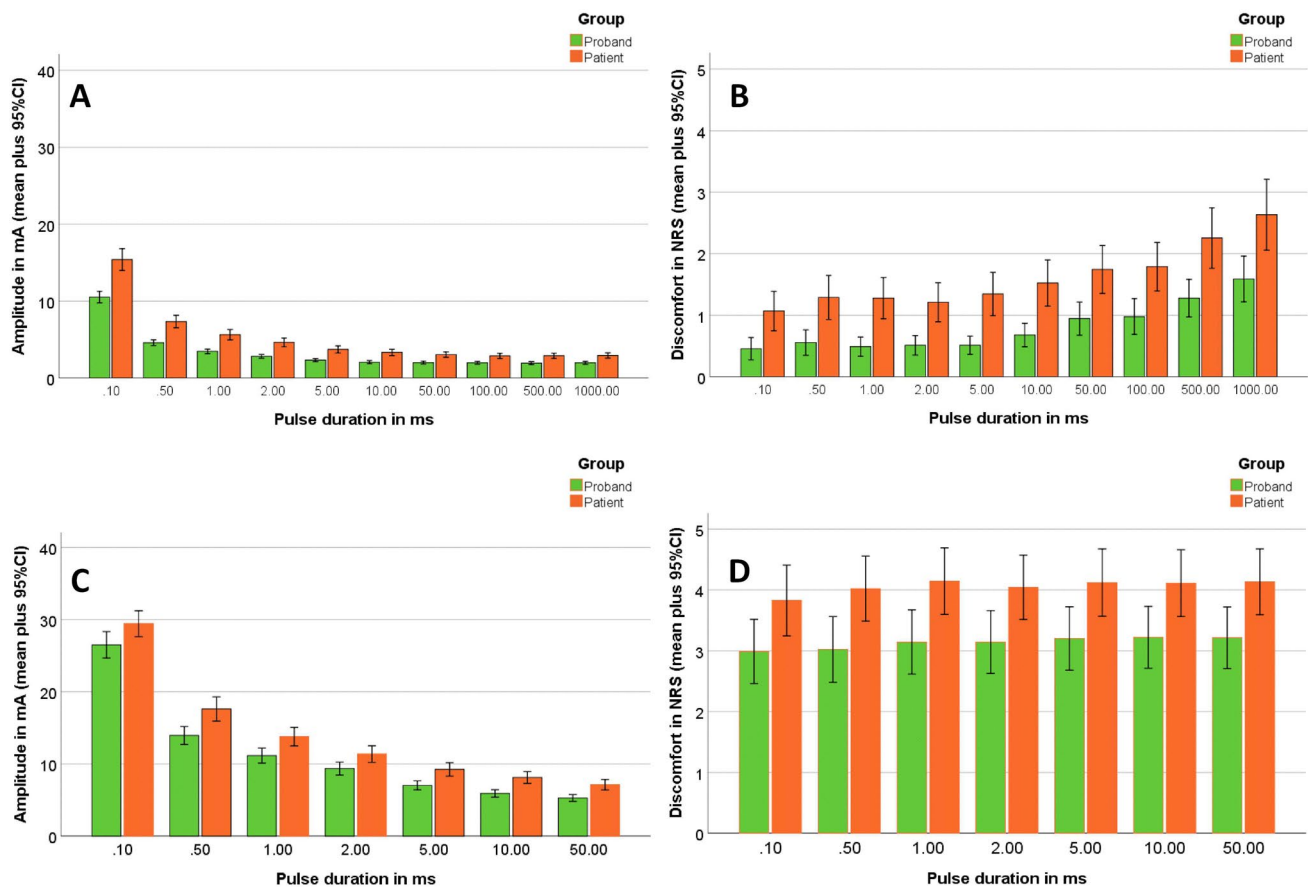 Group
Proband
Patient
A
Amplitude in mA (mean plus 95%CI)
40
30
20
10
0
.10 .50 1.00 2.00 5.00 10.00 50.00 100.00 500.00 1000.00
Pulse duration in ms
Group
Proband
Patient
B
Discomfort in NRS (mean plus 95%CI)
5
4
3
2
1
0
.10 .50 1.00 2.00 5.00 10.00 50.00 100.00 500.00 1000.00
Pulse duration in ms
Group
Proband
Patient
C
Amplitude in mA (mean plus 95%CI)
40
30
20
10
0
.10 .50 1.00 2.00 5.00 10.00 50.00
Pulse duration in ms
Group
Proband
Patient
D
Discomfort in NRS (mean plus 95%CI)
5
4
3
2
1
0
.10 .50 1.00 2.00 5.00 10.00 50.00
Pulse duration in ms